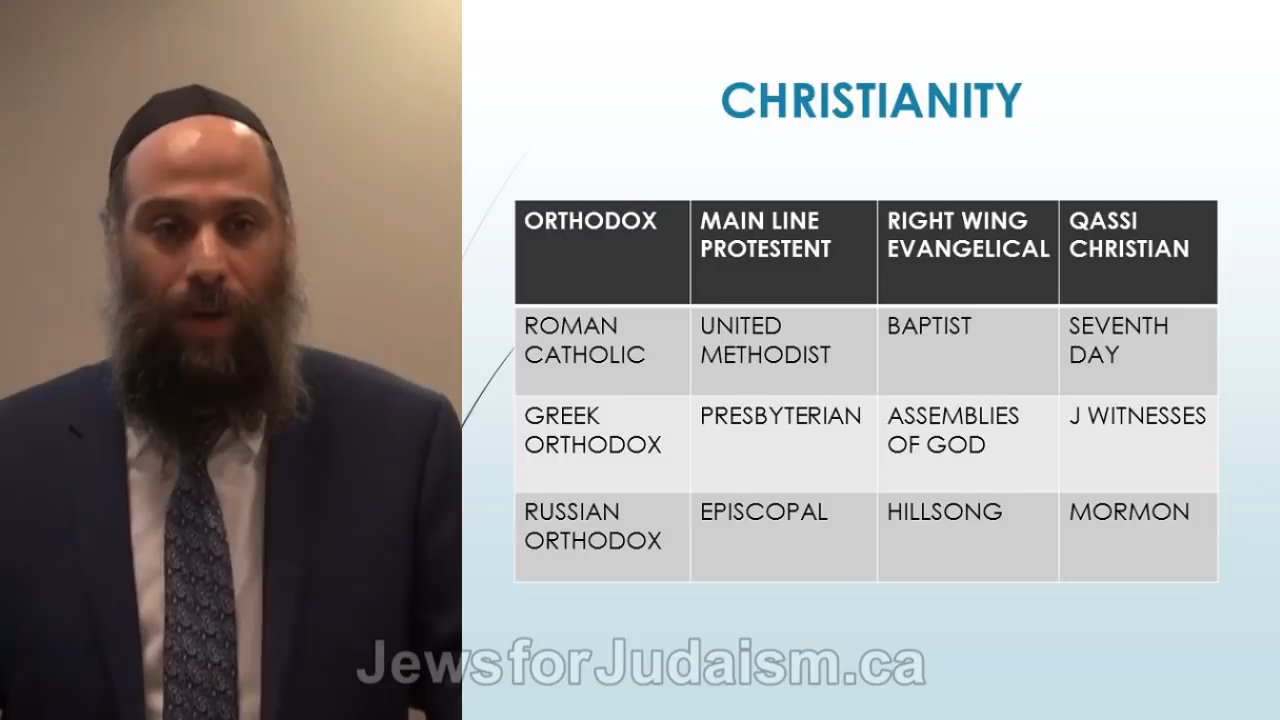 CHRISTIANITY
ORTHODOX
MAIN LINE
PROTESTENT
RIGHT WING
EVANGELICAL
QASSI
CHRISTIAN
ROMAN
CATHOLIC
UNITED
METHODIST
BAPTIST
SEVENTH
DAY
GREEK
ORTHODOX
PRESBYTERIAN
ASSEMBLIES
OF GOD
J WITNESSES
RUSSIAN
ORTHODOX
EPISCOPAL
HILLSONG
MORMON
JewsforJudaism.ca